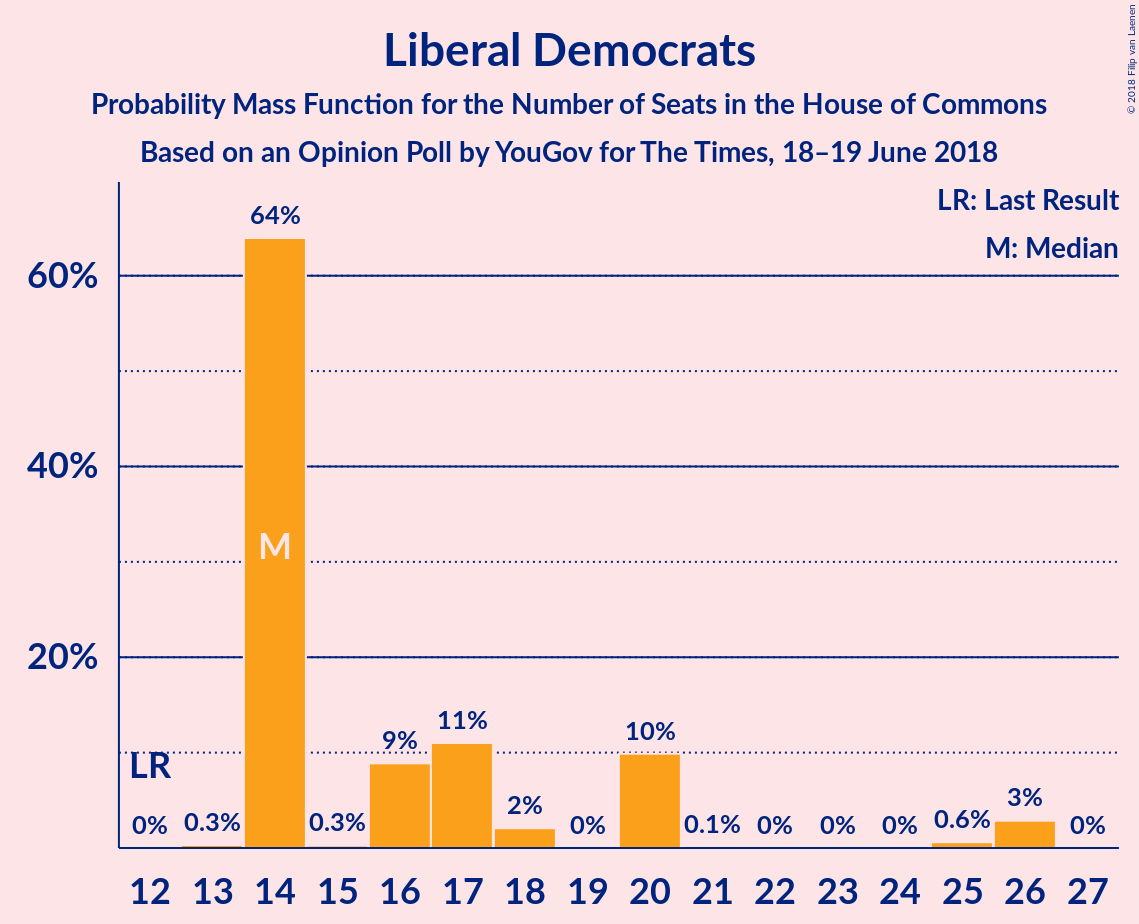 Liberal Democrats
Probability Mass Function for the Number of Seats in the House of Commons
Based on an Opinion Poll by YouGov for The Times, 18–19 June 2018
© 2018 Filip van Laenen
LR: Last Result
M: Median
60%
40%
20%
64%
M
LR
0%
0.3%
0.3%
9%
11%
2%
0%
10%
0.1%
0%
0%
0%
0.6%
3%
0%
12 13 14 15 16 17 18 19 20 21 22 23 24 25 26 27